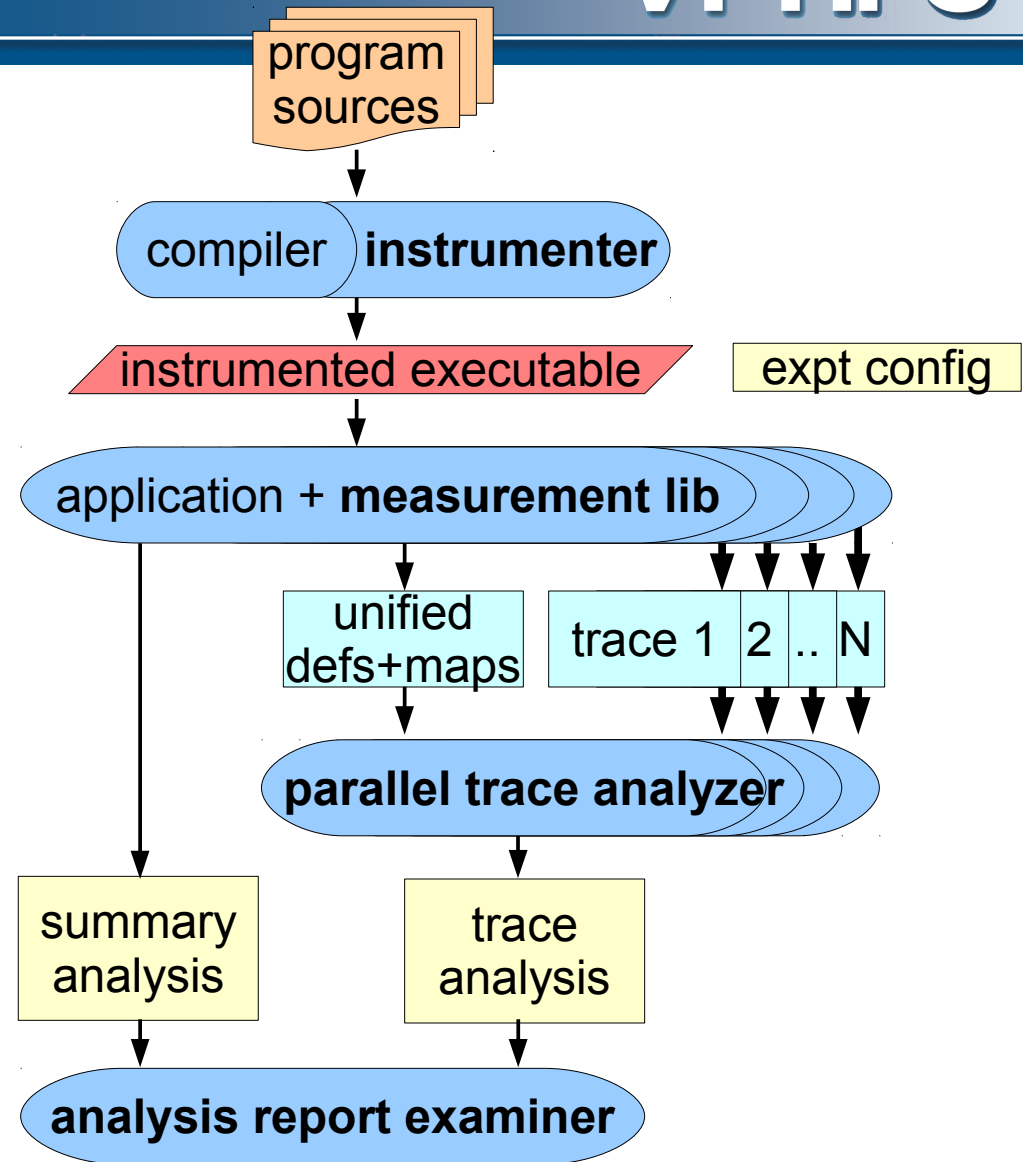 program
sources
compiler instrumenter
instrumented executable
expt config
application + measurement lib
unified
defs+maps
trace 1 2 .. N
parallel trace analyzer
summary
analysis
trace
analysis
analysis report examiner